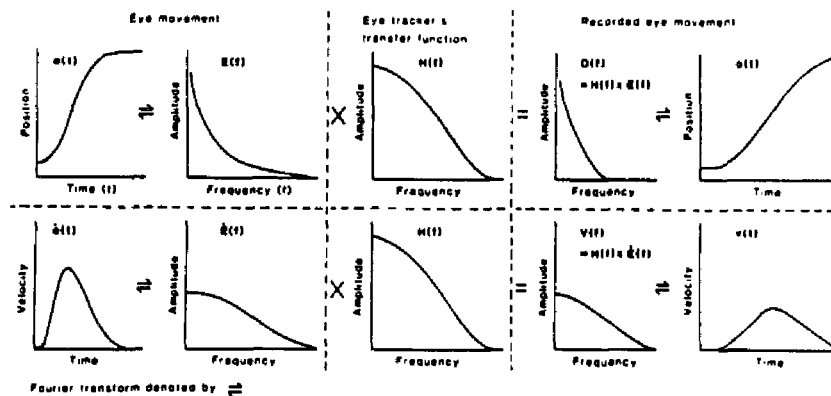 Eye movement
Eye tracker s
transfer function
Recorded eye movement
e(t)
E(f)
H(f)
O(f)
= H(f) x E(f)
o(t)
Position
Amplitude
Amplitude
Amplitude
Position
Time (t)
Frequency (f)
Frequency
Frequency
Time
ė(t)
Ė(f)
H(f)
V(f)
= H(f) x Ė(f)
v(t)
Velocity
Amplitude
Amplitude
Amplitude
Velocity
Time
Frequency
Frequency
Frequency
Time
Fourier transform denoted by ⇌